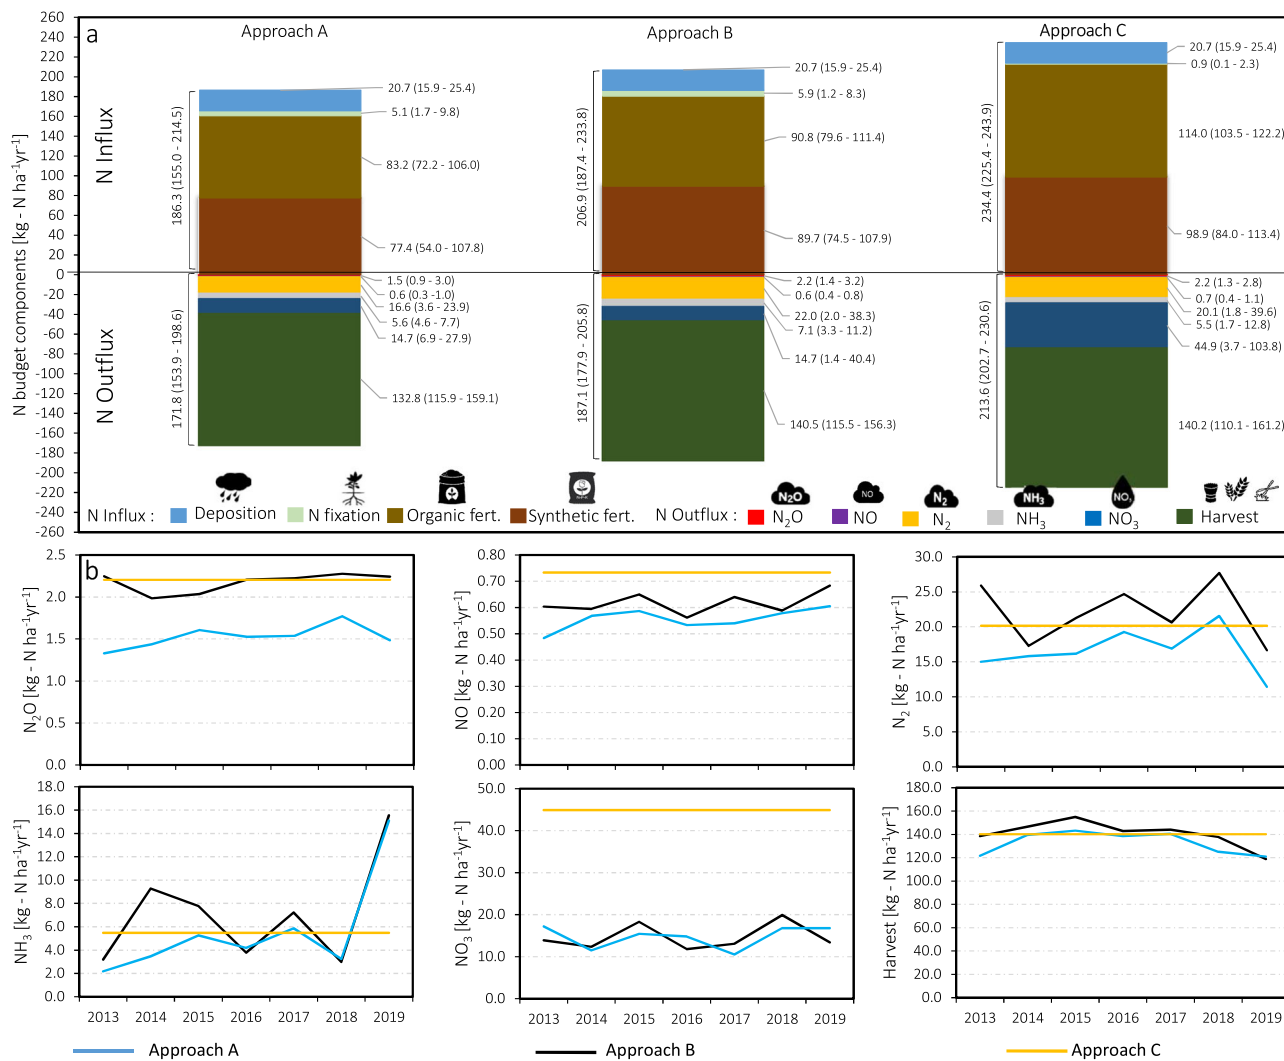 a
Approach A
Approach B
Approach C
N budget components [kg - N ha⁻¹yr⁻¹]
N Influx
N Outflux
260
240
220
200
180
160
140
120
100
80
60
40
20
0
-20
-40
-60
-80
-100
-120
-140
-160
-180
-200
-220
-240
-260
186.3 (155.0 - 214.5)
20.7 (15.9 - 25.4)
5.1 (1.7 - 9.8)
83.2 (72.2 - 106.0)
77.4 (54.0 - 107.8)
171.8 (153.9 - 198.6)
1.5 (0.9 - 3.0)
0.6 (0.3 -1.0)
16.6 (3.6 - 23.9)
5.6 (4.6 - 7.7)
14.7 (6.9 - 27.9)
132.8 (115.9 - 159.1)
206.9 (187.4 - 233.8)
20.7 (15.9 - 25.4)
5.9 (1.2 - 8.3)
90.8 (79.6 - 111.4)
89.7 (74.5 - 107.9)
187.1 (177.9 - 205.8)
2.2 (1.4 - 3.2)
0.6 (0.4 - 0.8)
22.0 (2.0 - 38.3)
7.1 (3.3 - 11.2)
14.7 (1.4 - 40.4)
140.5 (115.5 - 156.3)
234.4 (225.4 - 243.9)
20.7 (15.9 - 25.4)
0.9 (0.1 - 2.3)
114.0 (103.5 - 122.2)
98.9 (84.0 - 113.4)
213.6 (202.7 - 230.6)
2.2 (1.3 - 2.8)
0.7 (0.4 - 1.1)
20.1 (1.8 - 39.6)
5.5 (1.7 - 12.8)
44.9 (3.7 - 103.8)
140.2 (110.1 - 161.2)
N₂O
NO
N₂
NH₃
NO₃
N Influx : Deposition N fixation Organic fert. Synthetic fert. N Outflux : N₂O NO N₂ NH₃ NO₃ Harvest
b
N₂O [kg - N ha⁻¹yr⁻¹]
2.5
2.0
1.5
1.0
0.5
0.0
NO [kg - N ha⁻¹yr⁻¹]
0.80
0.70
0.60
0.50
0.40
0.30
0.20
0.10
0.00
N₂ [kg - N ha⁻¹yr⁻¹]
30.0
25.0
20.0
15.0
10.0
5.0
0.0
NH₃ [kg - N ha⁻¹yr⁻¹]
18.0
16.0
14.0
12.0
10.0
8.0
6.0
4.0
2.0
0.0
2013 2014 2015 2016 2017 2018 2019
NO₃ [kg - N ha⁻¹yr⁻¹]
50.0
40.0
30.0
20.0
10.0
0.0
2013 2014 2015 2016 2017 2018 2019
Harvest [kg - N ha⁻¹yr⁻¹]
180.0
160.0
140.0
120.0
100.0
80.0
60.0
40.0
20.0
0.0
2013 2014 2015 2016 2017 2018 2019
Approach A
Approach B
Approach C